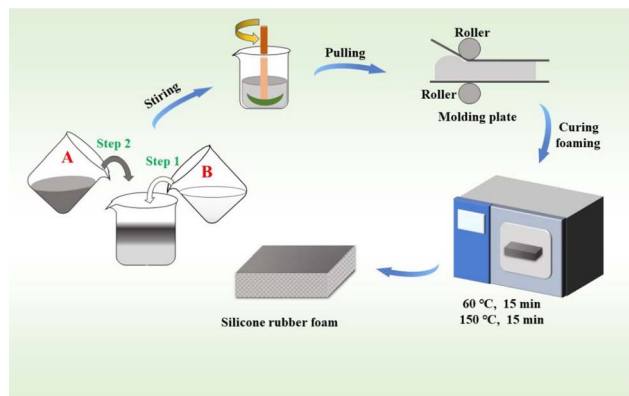 Step 2
A
Step 1
B
Stiring
Pulling
Roller
Roller
Molding plate
Curing
foaming
60 °C, 15 min
150 °C, 15 min
Silicone rubber foam